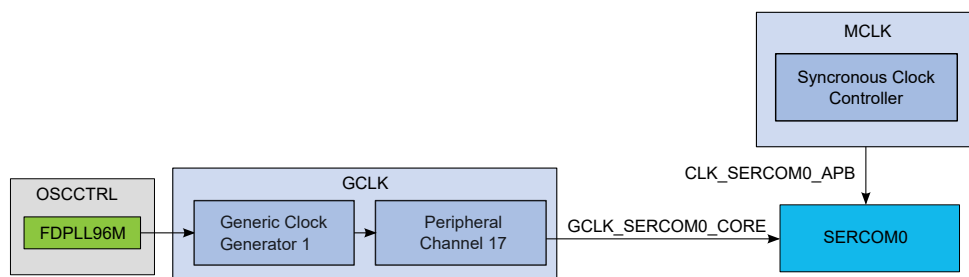 MCLK
Syncronous Clock
Controller
CLK_SERCOM0_APB
OSCCTRL
FDPLL96M
GCLK
Generic Clock
Generator 1
Peripheral
Channel 17
GCLK_SERCOM0_CORE
SERCOM0